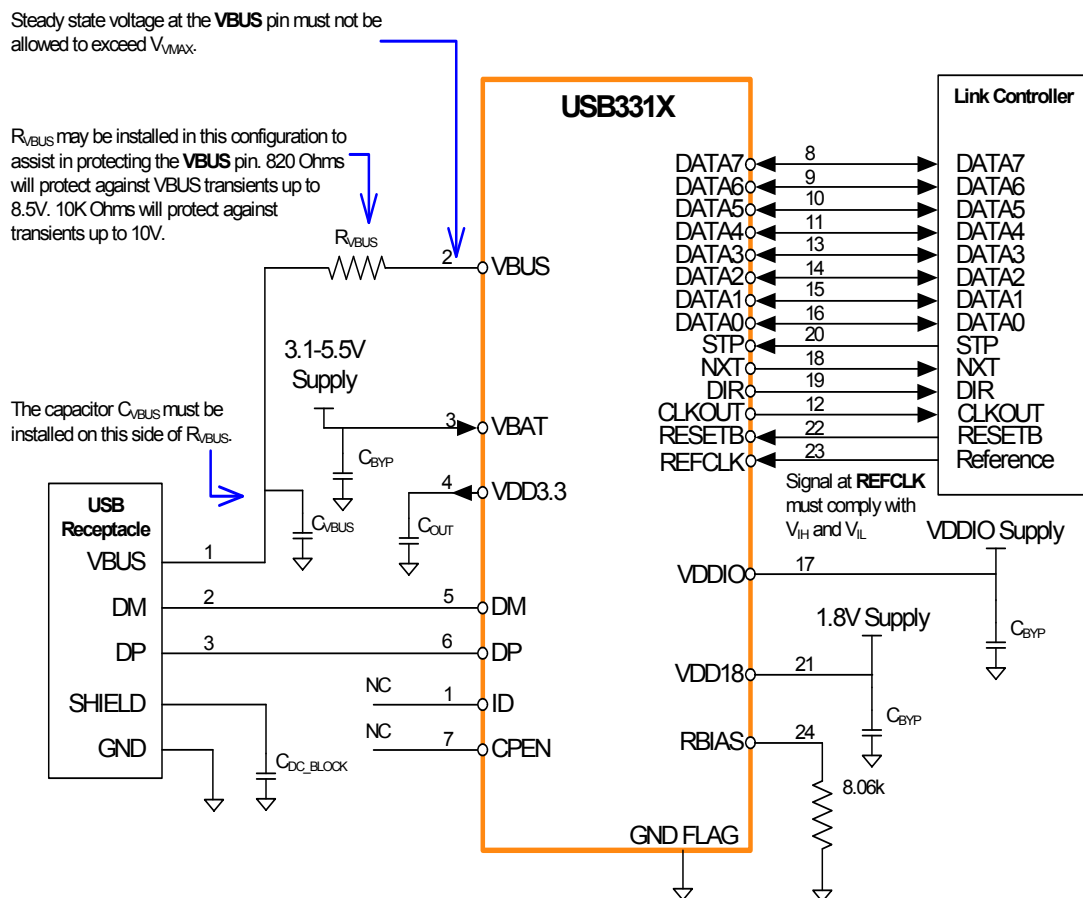 Steady state voltage at the VBUS pin must not be
allowed to exceed VVMAX.
RVBUS may be installed in this configuration to
assist in protecting the VBUS pin. 820 Ohms
will protect against VBUS transients up to
8.5V. 10K Ohms will protect against
transients up to 10V.
RVBUS
2
VBUS
3.1-5.5V
Supply
The capacitor CVBUS must be
installed on this side of RVBUS.
3
VBAT
CBYP
4
VDD3.3
CVBUS
COUT
USB
Receptacle
VBUS
1
DM
2
5
DM
DP
3
6
DP
SHIELD
NC
1
ID
GND
NC
7
CPEN
CDC_BLOCK
USB331X
Link Controller
DATA7
8
DATA7
DATA6
9
DATA6
DATA5
10
DATA5
DATA4
11
DATA4
DATA3
13
DATA3
DATA2
14
DATA2
DATA1
15
DATA1
DATA0
16
DATA0
STP
20
STP
NXT
18
NXT
DIR
19
DIR
CLKOUT
12
CLKOUT
RESETB
22
RESETB
REFCLK
23
Reference
Signal at REFCLK
must comply with
VIH and VIL
VDDIO Supply
VDDIO
17
CBYP
1.8V Supply
VDD18
21
CBYP
RBIAS
24
8.06k
GND FLAG